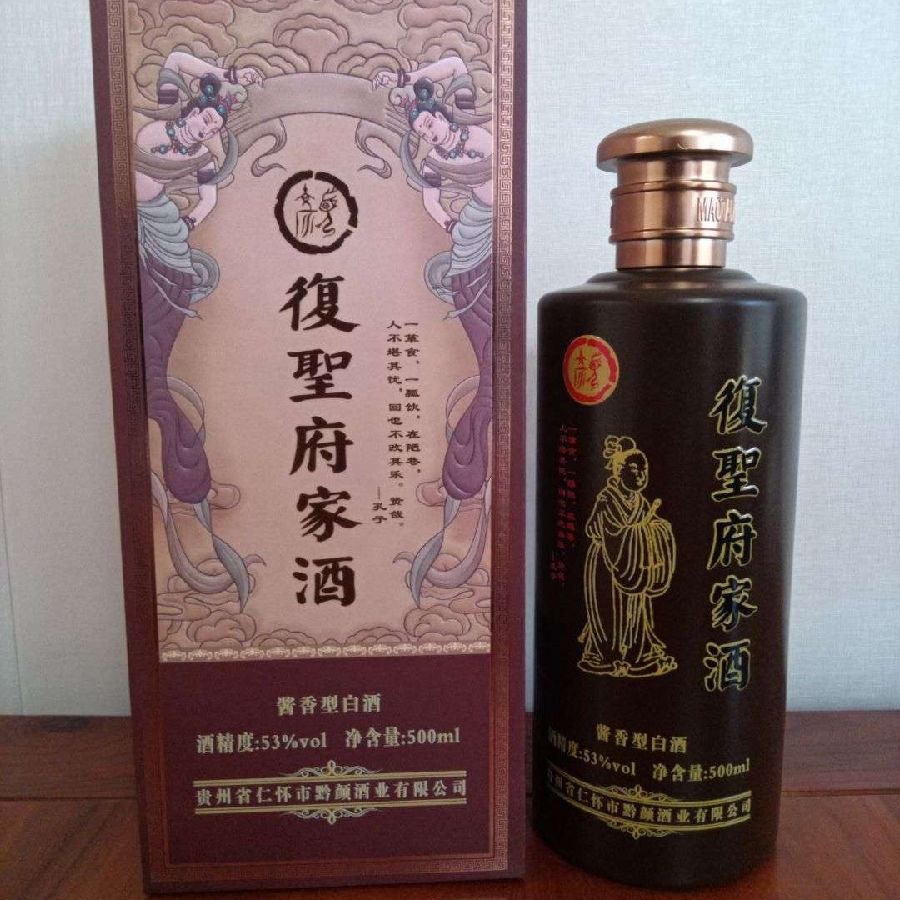 復聖府家酒
一箪食，一瓢饮，在陋巷，
人不堪其忧，回也不改其乐。贤哉。
—孔子
酱香型白酒
酒精度:53%vol 净含量:500ml
贵州省仁怀市黔颜酒业有限公司
復聖府家酒
酱香型白酒
酒精度:53%vol 净含量:500ml
贵州省仁怀市黔颜酒业有限公司